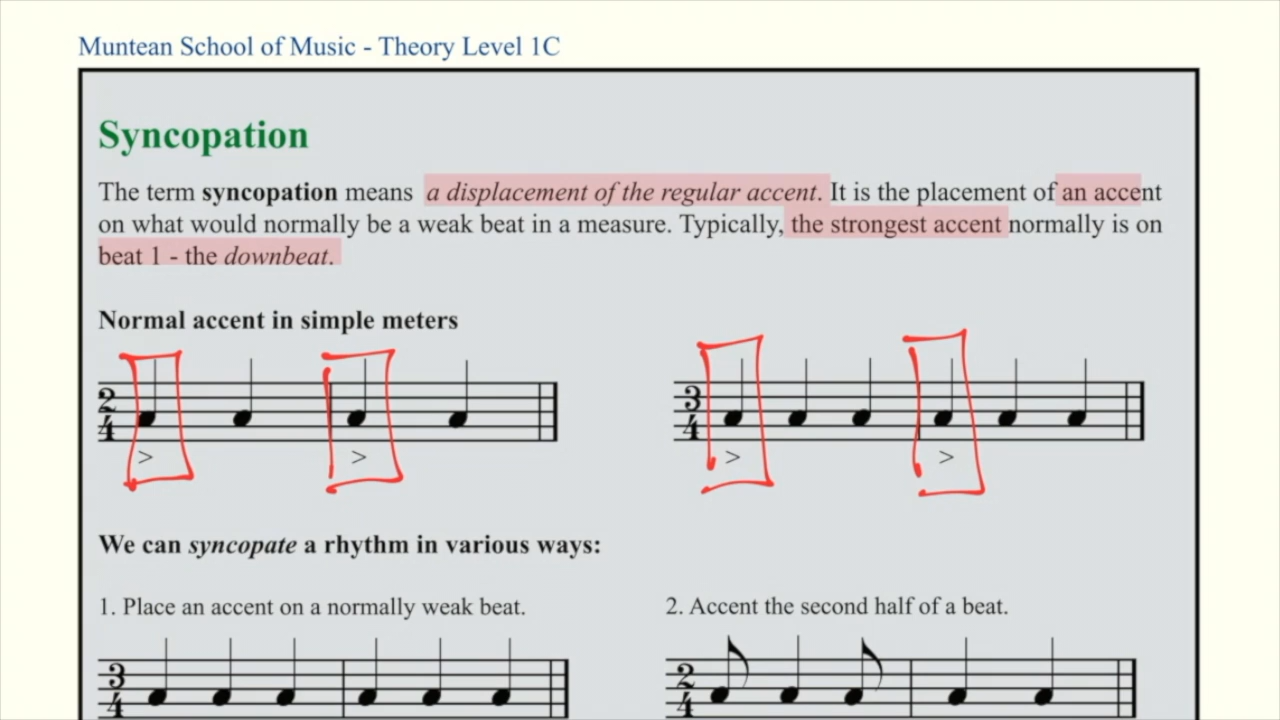 Muntean School of Music - Theory Level 1C
Syncopation
The term syncopation means a displacement of the regular accent. It is the placement of an accent
on what would normally be a weak beat in a measure. Typically, the strongest accent normally is on
beat 1 - the downbeat.
Normal accent in simple meters
2 3
4 4
> > > >
We can syncopate a rhythm in various ways:
1. Place an accent on a normally weak beat. 2. Accent the second half of a beat.
3 2
4 4